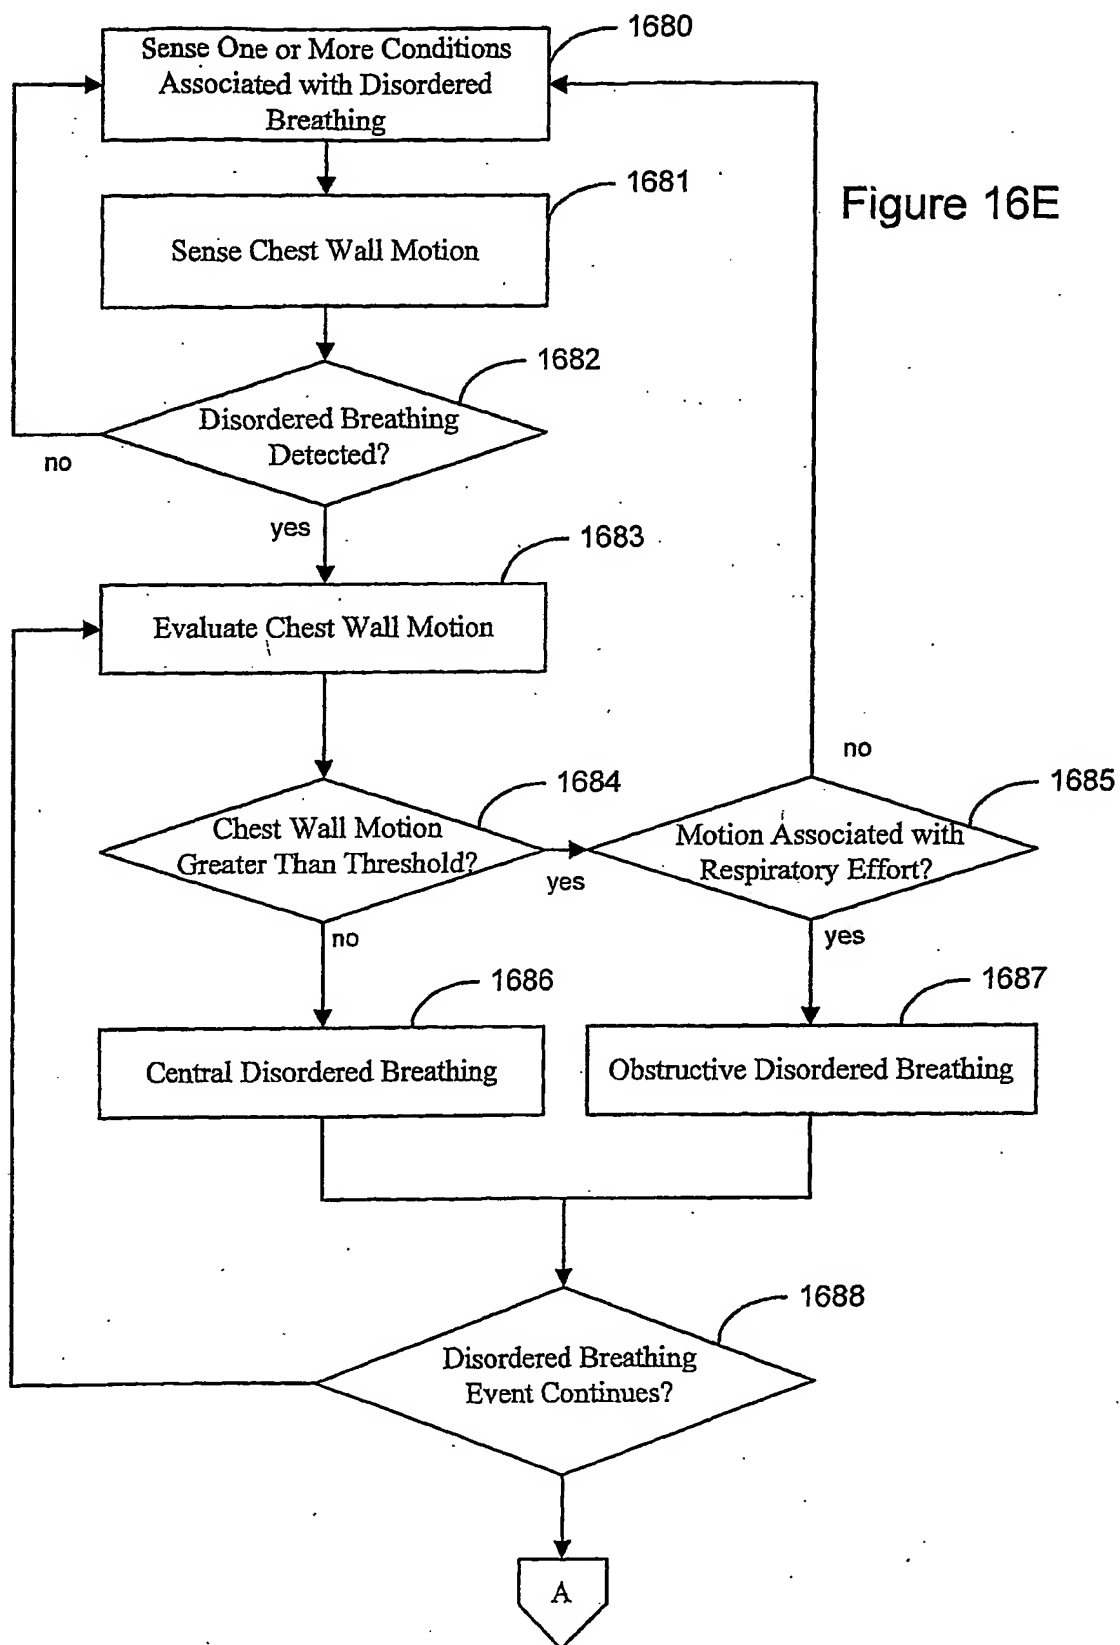 1680
Sense One or More Conditions
Associated with Disordered
Breathing
1681
Sense Chest Wall Motion
Figure 16E
1682
Disordered Breathing
Detected?
no
yes
1683
Evaluate Chest Wall Motion
no
1684
1685
Chest Wall Motion
Greater Than Threshold?
yes
Motion Associated with
Respiratory Effort?
no
yes
1686
1687
Central Disordered Breathing
Obstructive Disordered Breathing
1688
Disordered Breathing
Event Continues?
A